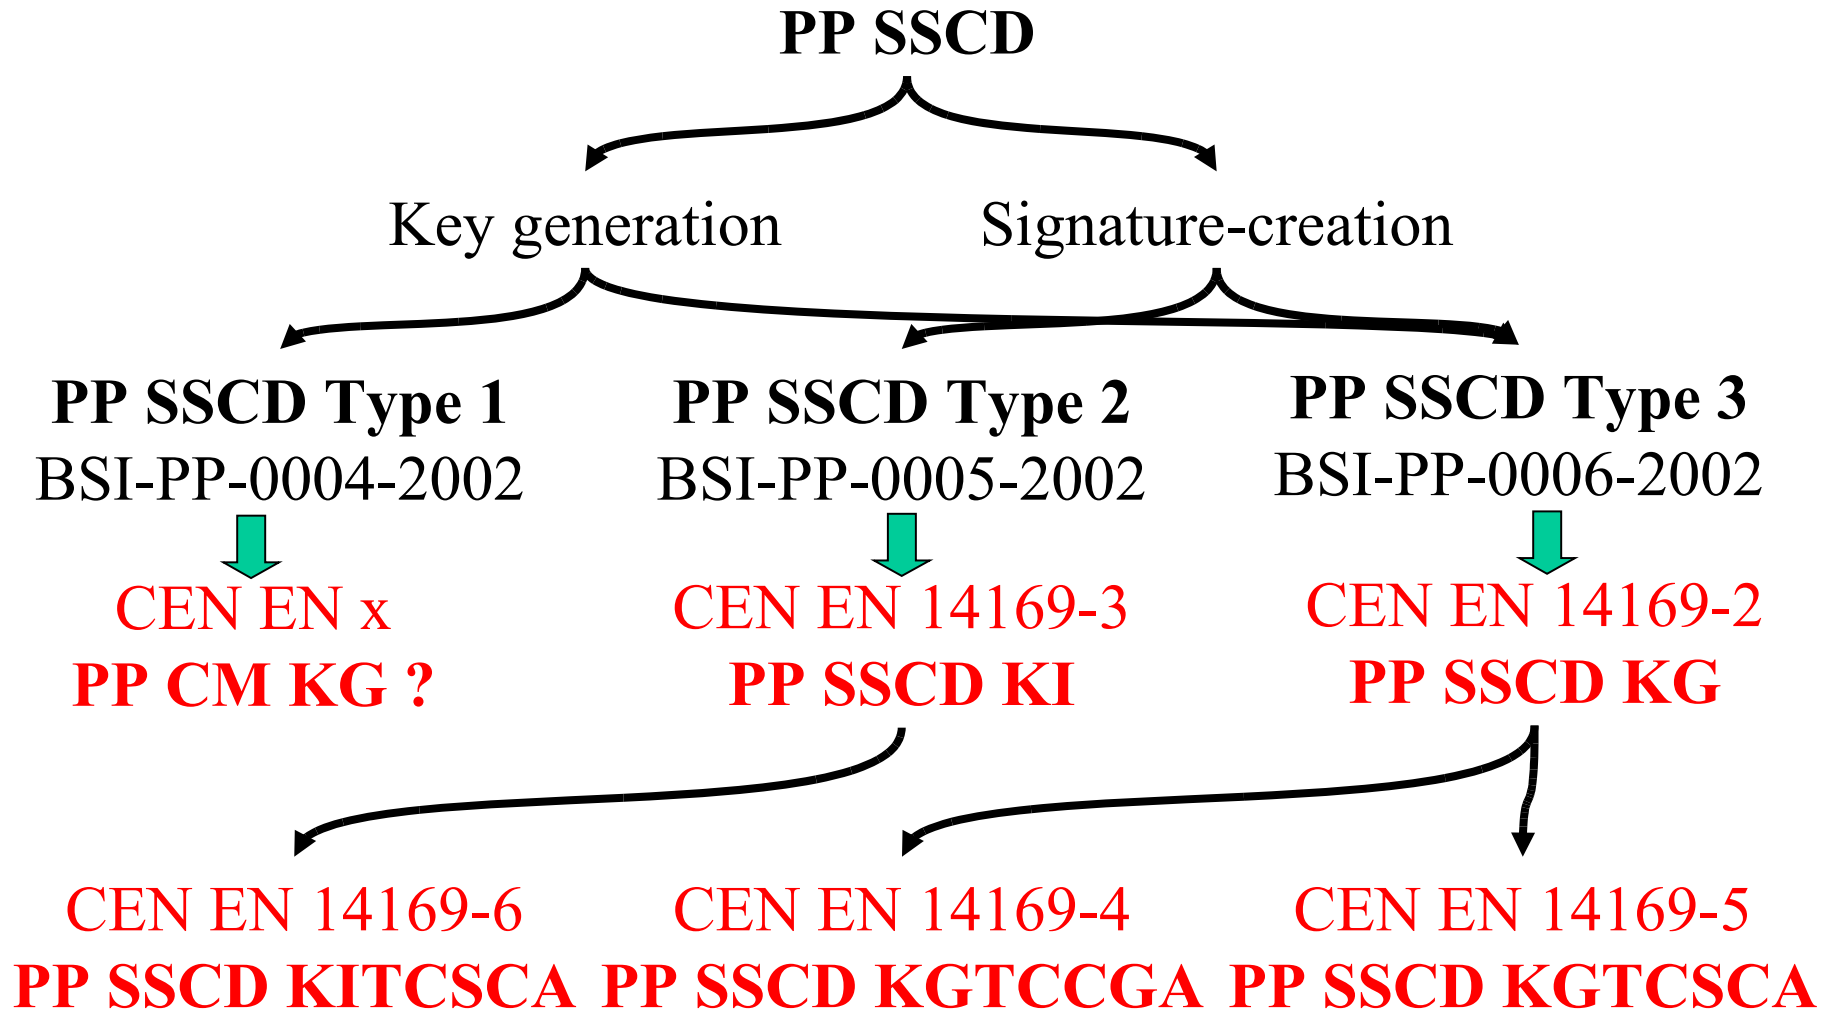 PP SSCD
Key generation
Signature-creation
PP SSCD Type 1
BSI-PP-0004-2002
PP SSCD Type 2
BSI-PP-0005-2002
PP SSCD Type 3
BSI-PP-0006-2002
CEN EN x
PP CM KG ?
CEN EN 14169-3
PP SSCD KI
CEN EN 14169-2
PP SSCD KG
CEN EN 14169-6
PP SSCD KITCSCA
CEN EN 14169-4
PP SSCD KGTCCGA
CEN EN 14169-5
PP SSCD KGTCSCA